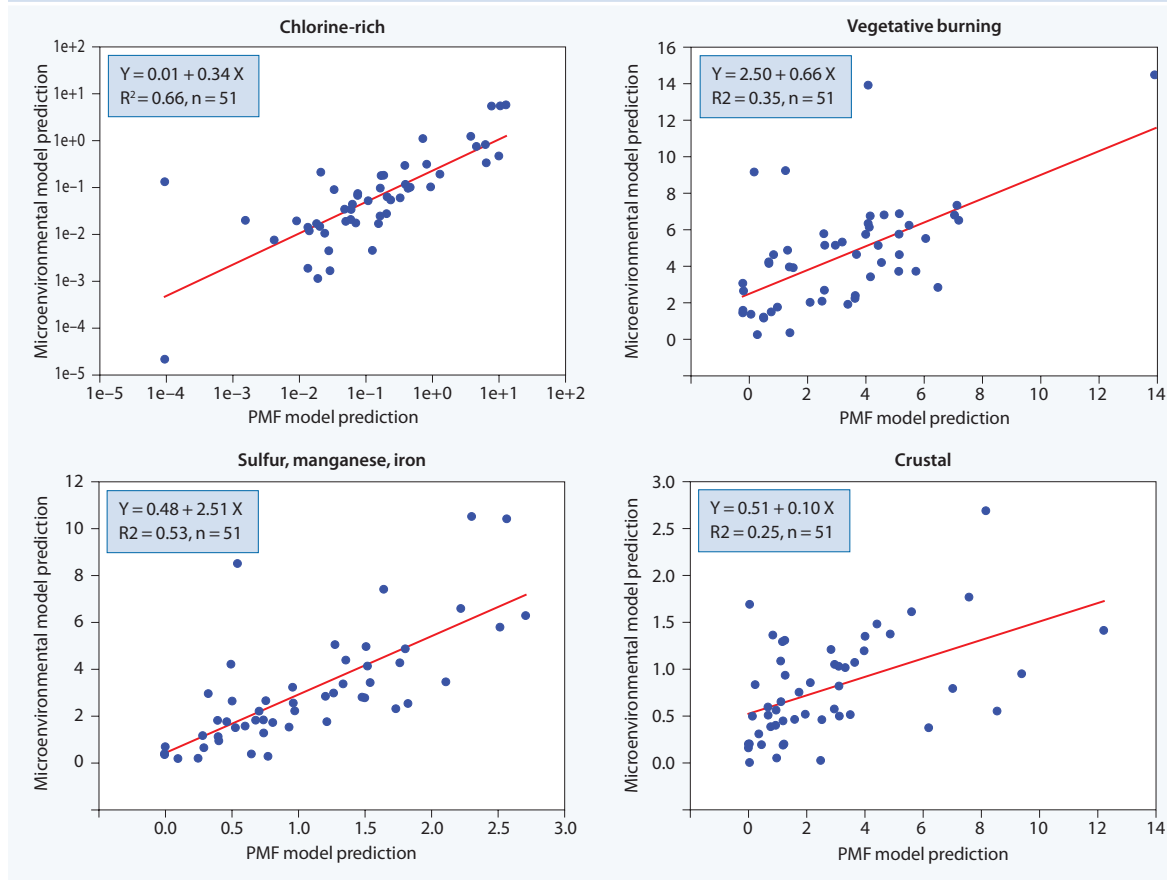 Chlorine-rich
Y = 0.01 + 0.34 X
R² = 0.66, n = 51
Microenvironmental model prediction
1e+2
1e+1
1e+0
1e-1
1e-2
1e-3
1e-4
1e-5
1e-5 1e-4 1e-3 1e-2 1e-1 1e+0 1e+1 1e+2
PMF model prediction
Vegetative burning
Y = 2.50 + 0.66 X
R2 = 0.35, n = 51
Microenvironmental model prediction
16
14
12
10
8
6
4
2
0
0 2 4 6 8 10 12 14
PMF model prediction
Sulfur, manganese, iron
Y = 0.48 + 2.51 X
R2 = 0.53, n = 51
Microenvironmental model prediction
12
10
8
6
4
2
0
0.0 0.5 1.0 1.5 2.0 2.5 3.0
PMF model prediction
Crustal
Y = 0.51 + 0.10 X
R2 = 0.25, n = 51
Microenvironmental model prediction
3.0
2.0
2.0
1.5
1.0
0.5
0.0
0 2 4 6 8 10 12 14
PMF model prediction